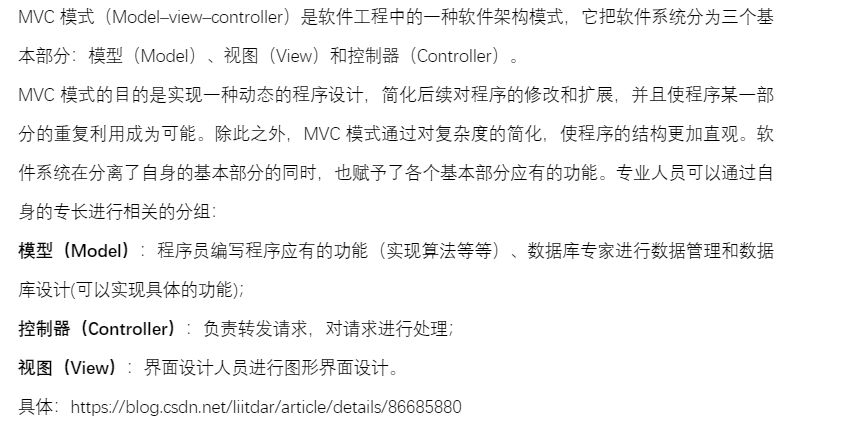 MVC 模式（Model–view–controller）是软件工程中的一种软件架构模式，它把软件系统分为三个基
本部分：模型（Model）、视图（View）和控制器（Controller）。
MVC 模式的目的是实现一种动态的程序设计，简化后续对程序的修改和扩展，并且使程序某一部
分的重复利用成为可能。除此之外，MVC 模式通过对复杂度的简化，使程序的结构更加直观。软
件系统在分离了自身的基本部分的同时，也赋予了各个基本部分应有的功能。专业人员可以通过自
身的专长进行相关的分组：
模型（Model）：程序员编写程序应有的功能（实现算法等等）、数据库专家进行数据管理和数据
库设计(可以实现具体的功能)；
控制器（Controller）：负责转发请求，对请求进行处理；
视图（View）：界面设计人员进行图形界面设计。
具体：https://blog.csdn.net/liitdar/article/details/86685880